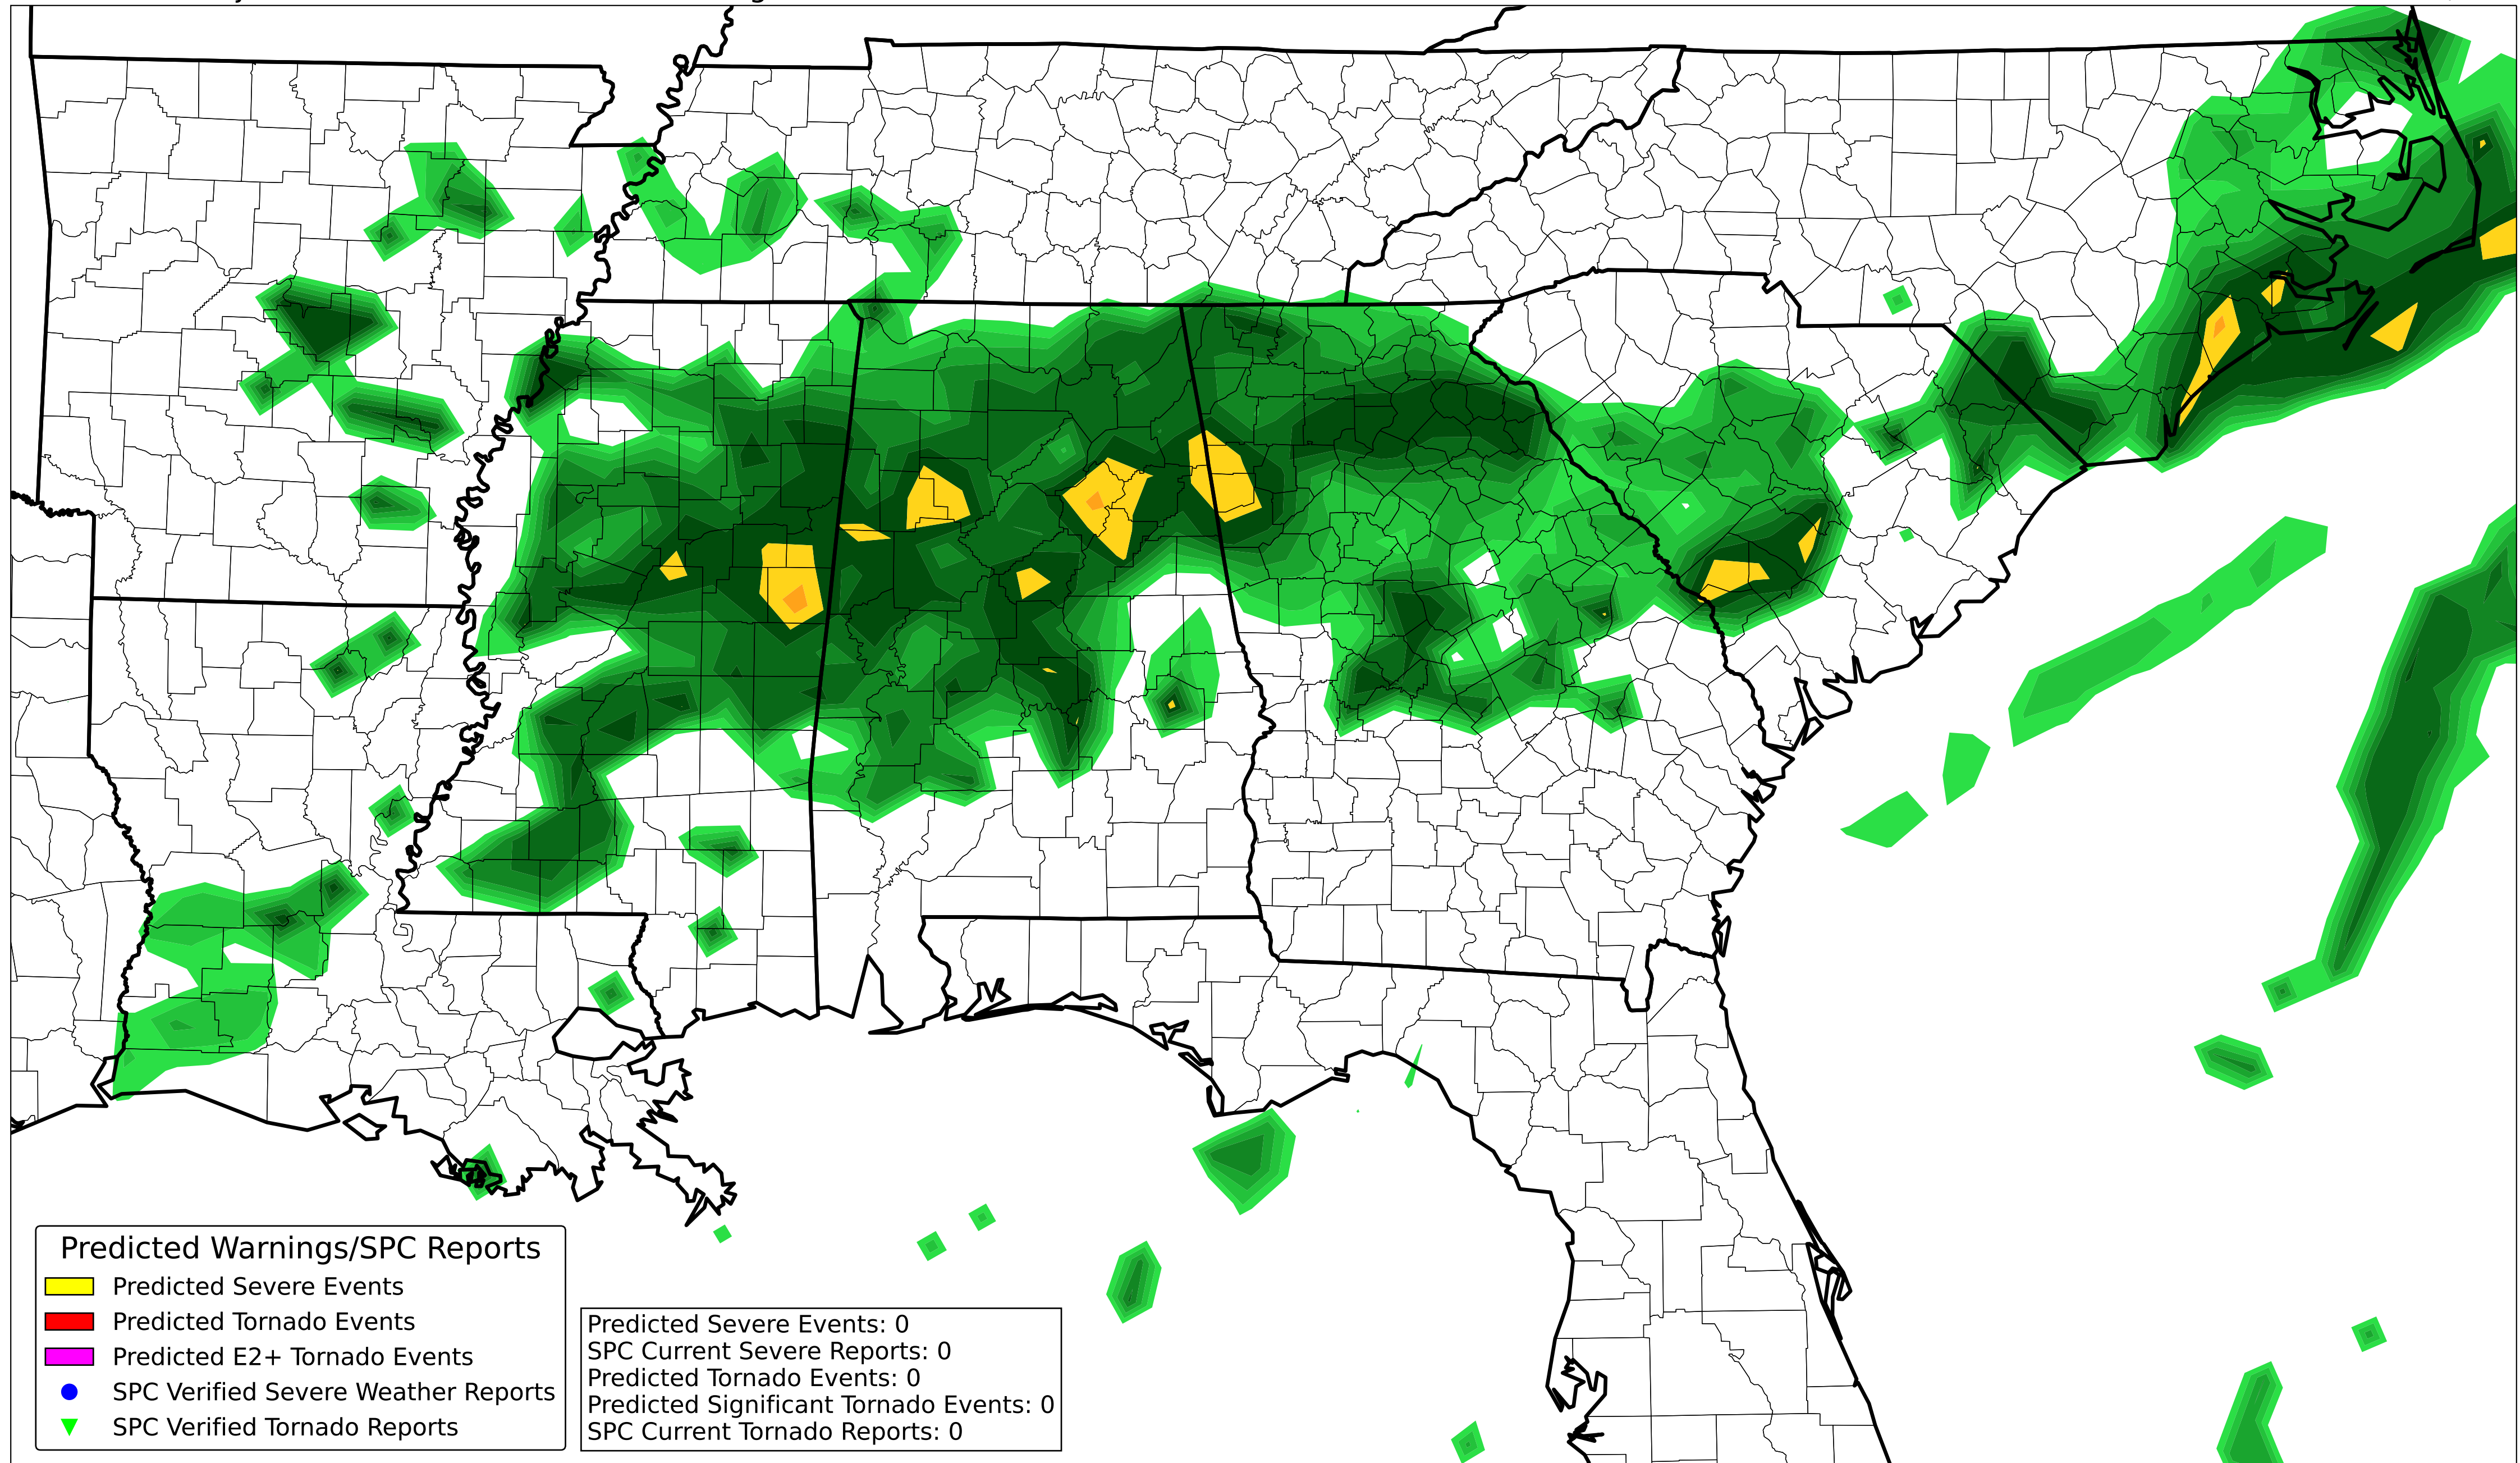 Predicted Warnings/SPC Reports
Predicted Severe Events
Predicted Tornado Events
Predicted E2+ Tornado Events
SPC Verified Severe Weather Reports
SPC Verified Tornado Reports
Predicted Severe Events: 0
SPC Current Severe Reports: 0
Predicted Tornado Events: 0
Predicted Significant Tornado Events: 0
SPC Current Tornado Reports: 0